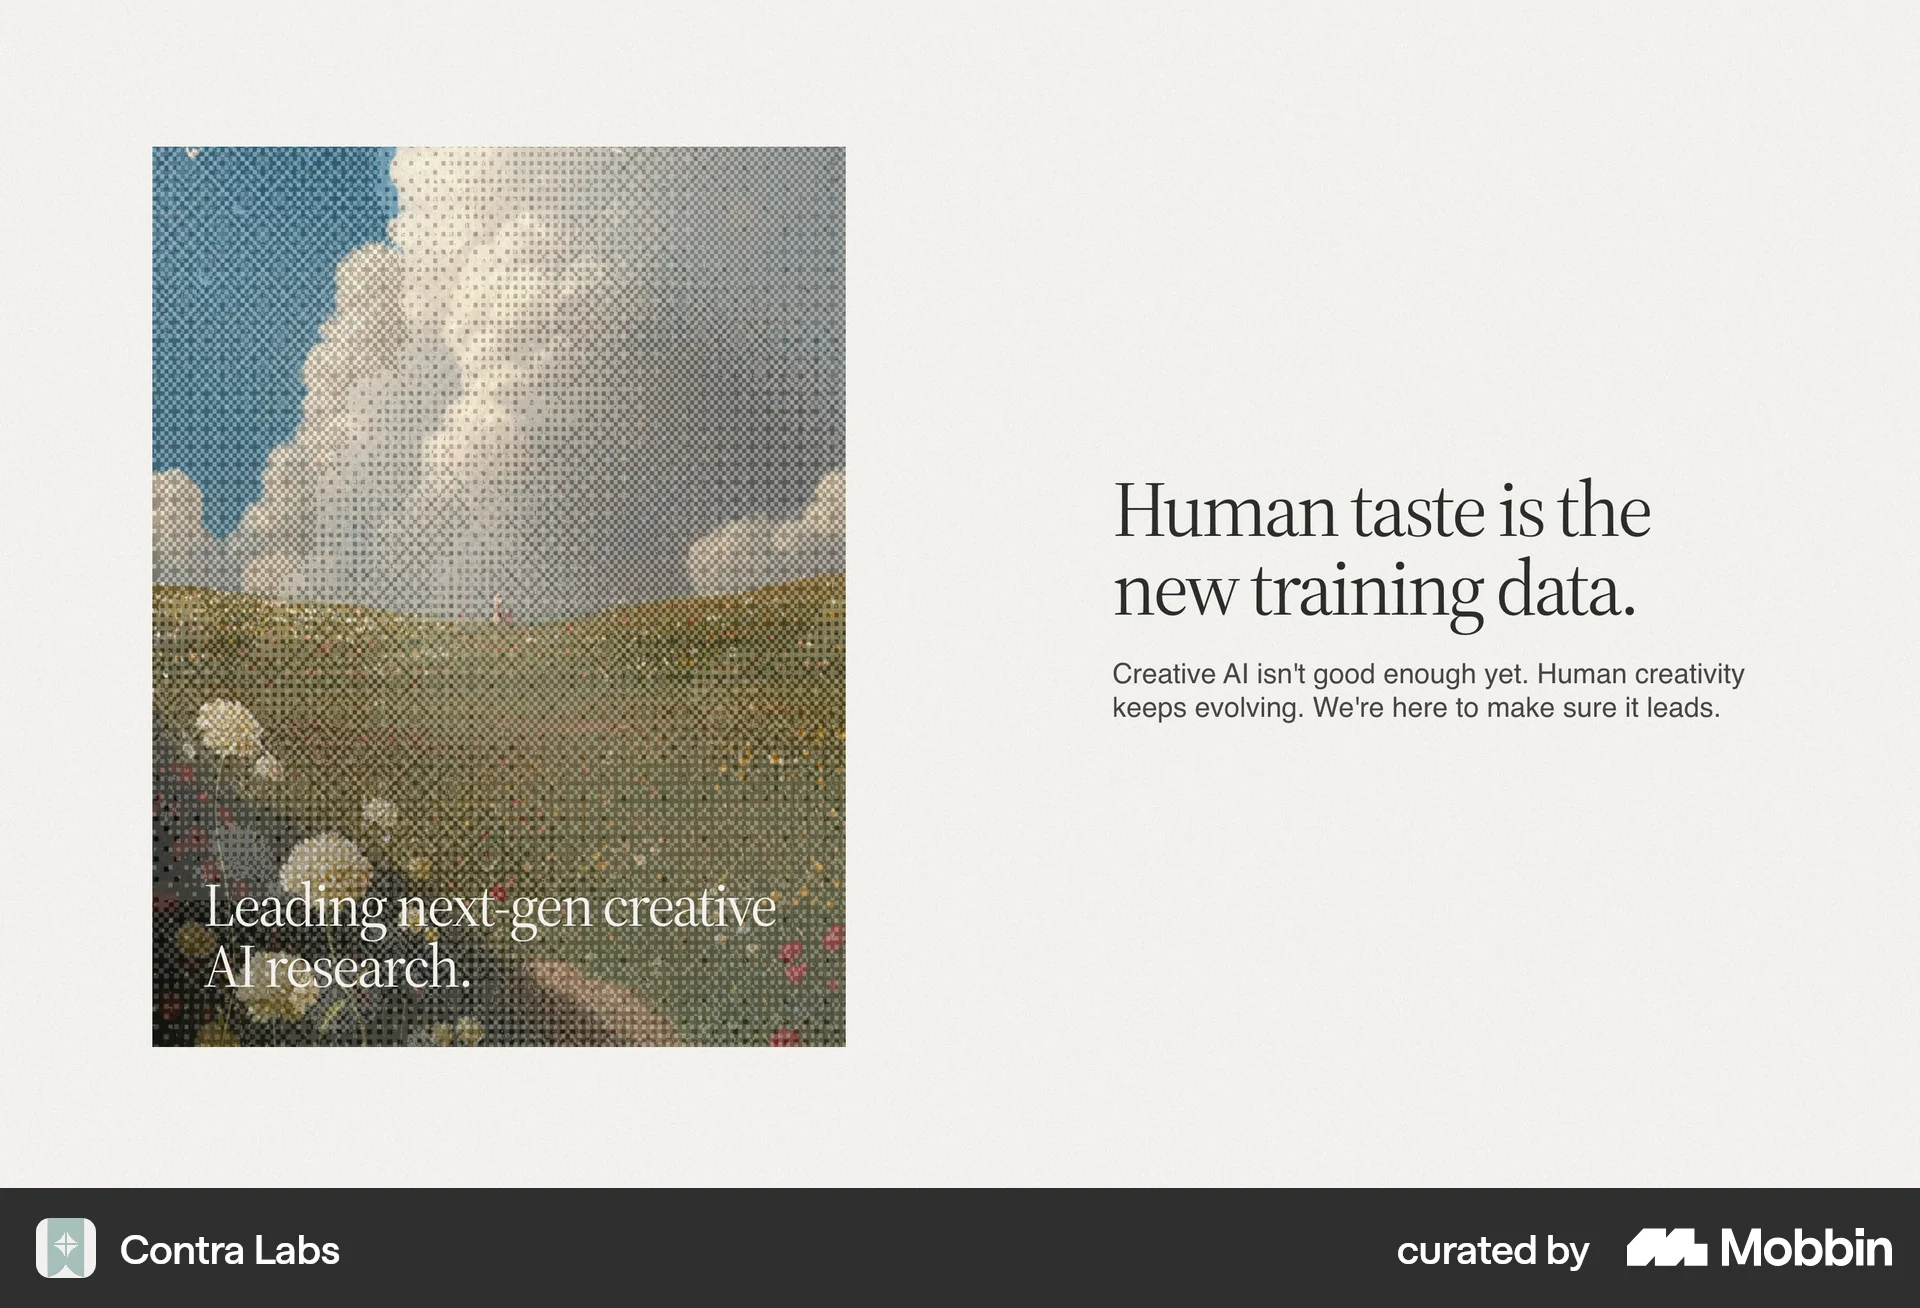 Leading next-gen creative
AI research.
Human taste is the
new training data.
Creative AI isn't good enough yet. Human creativity
keeps evolving. We're here to make sure it leads.
Contra Labs
curated by Mobbin